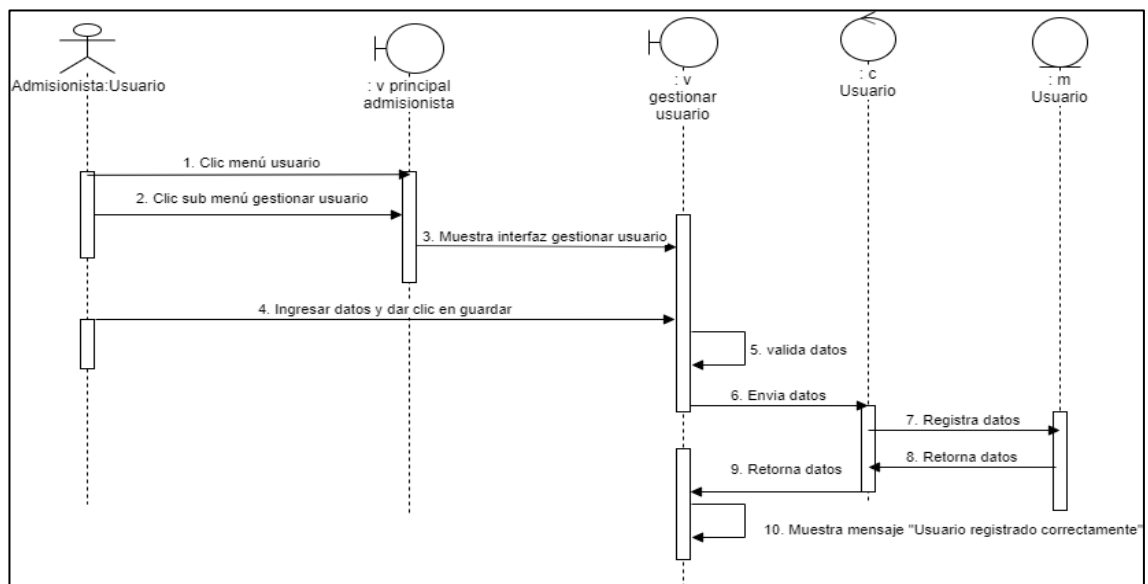 Admisionista:Usuario
: v principal
admisionista
: v
gestionar
usuario
: c
Usuario
: m
Usuario
1. Clic menú usuario
2. Clic sub menú gestionar usuario
3. Muestra interfaz gestionar usuario
4. Ingresar datos y dar clic en guardar
5. valida datos
6. Envia datos
7. Registra datos
8. Retorna datos
9. Retorna datos
10. Muestra mensaje "Usuario registrado correctamente"